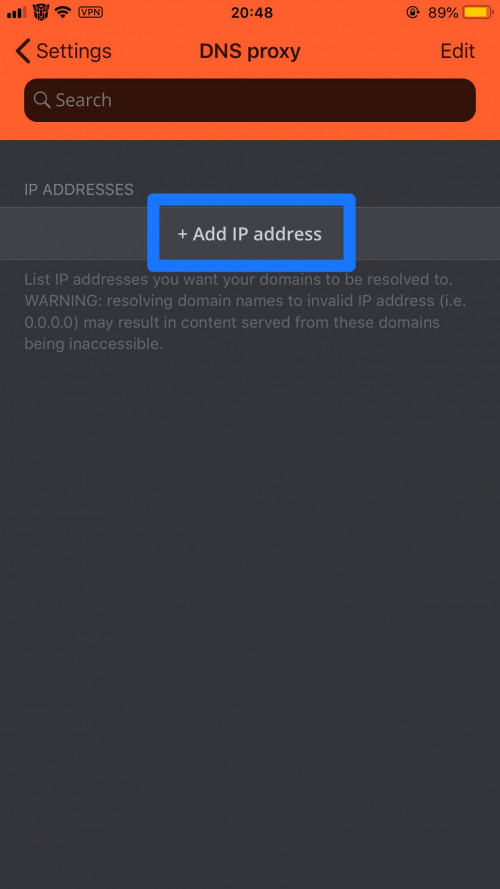 VPN 20:48 89%
Settings DNS proxy Edit
Search
IP ADDRESSES
+ Add IP address
List IP addresses you want your domains to be resolved to.
WARNING: resolving domain names to invalid IP address (i.e.
0.0.0.0) may result in content served from these domains
being inaccessible.